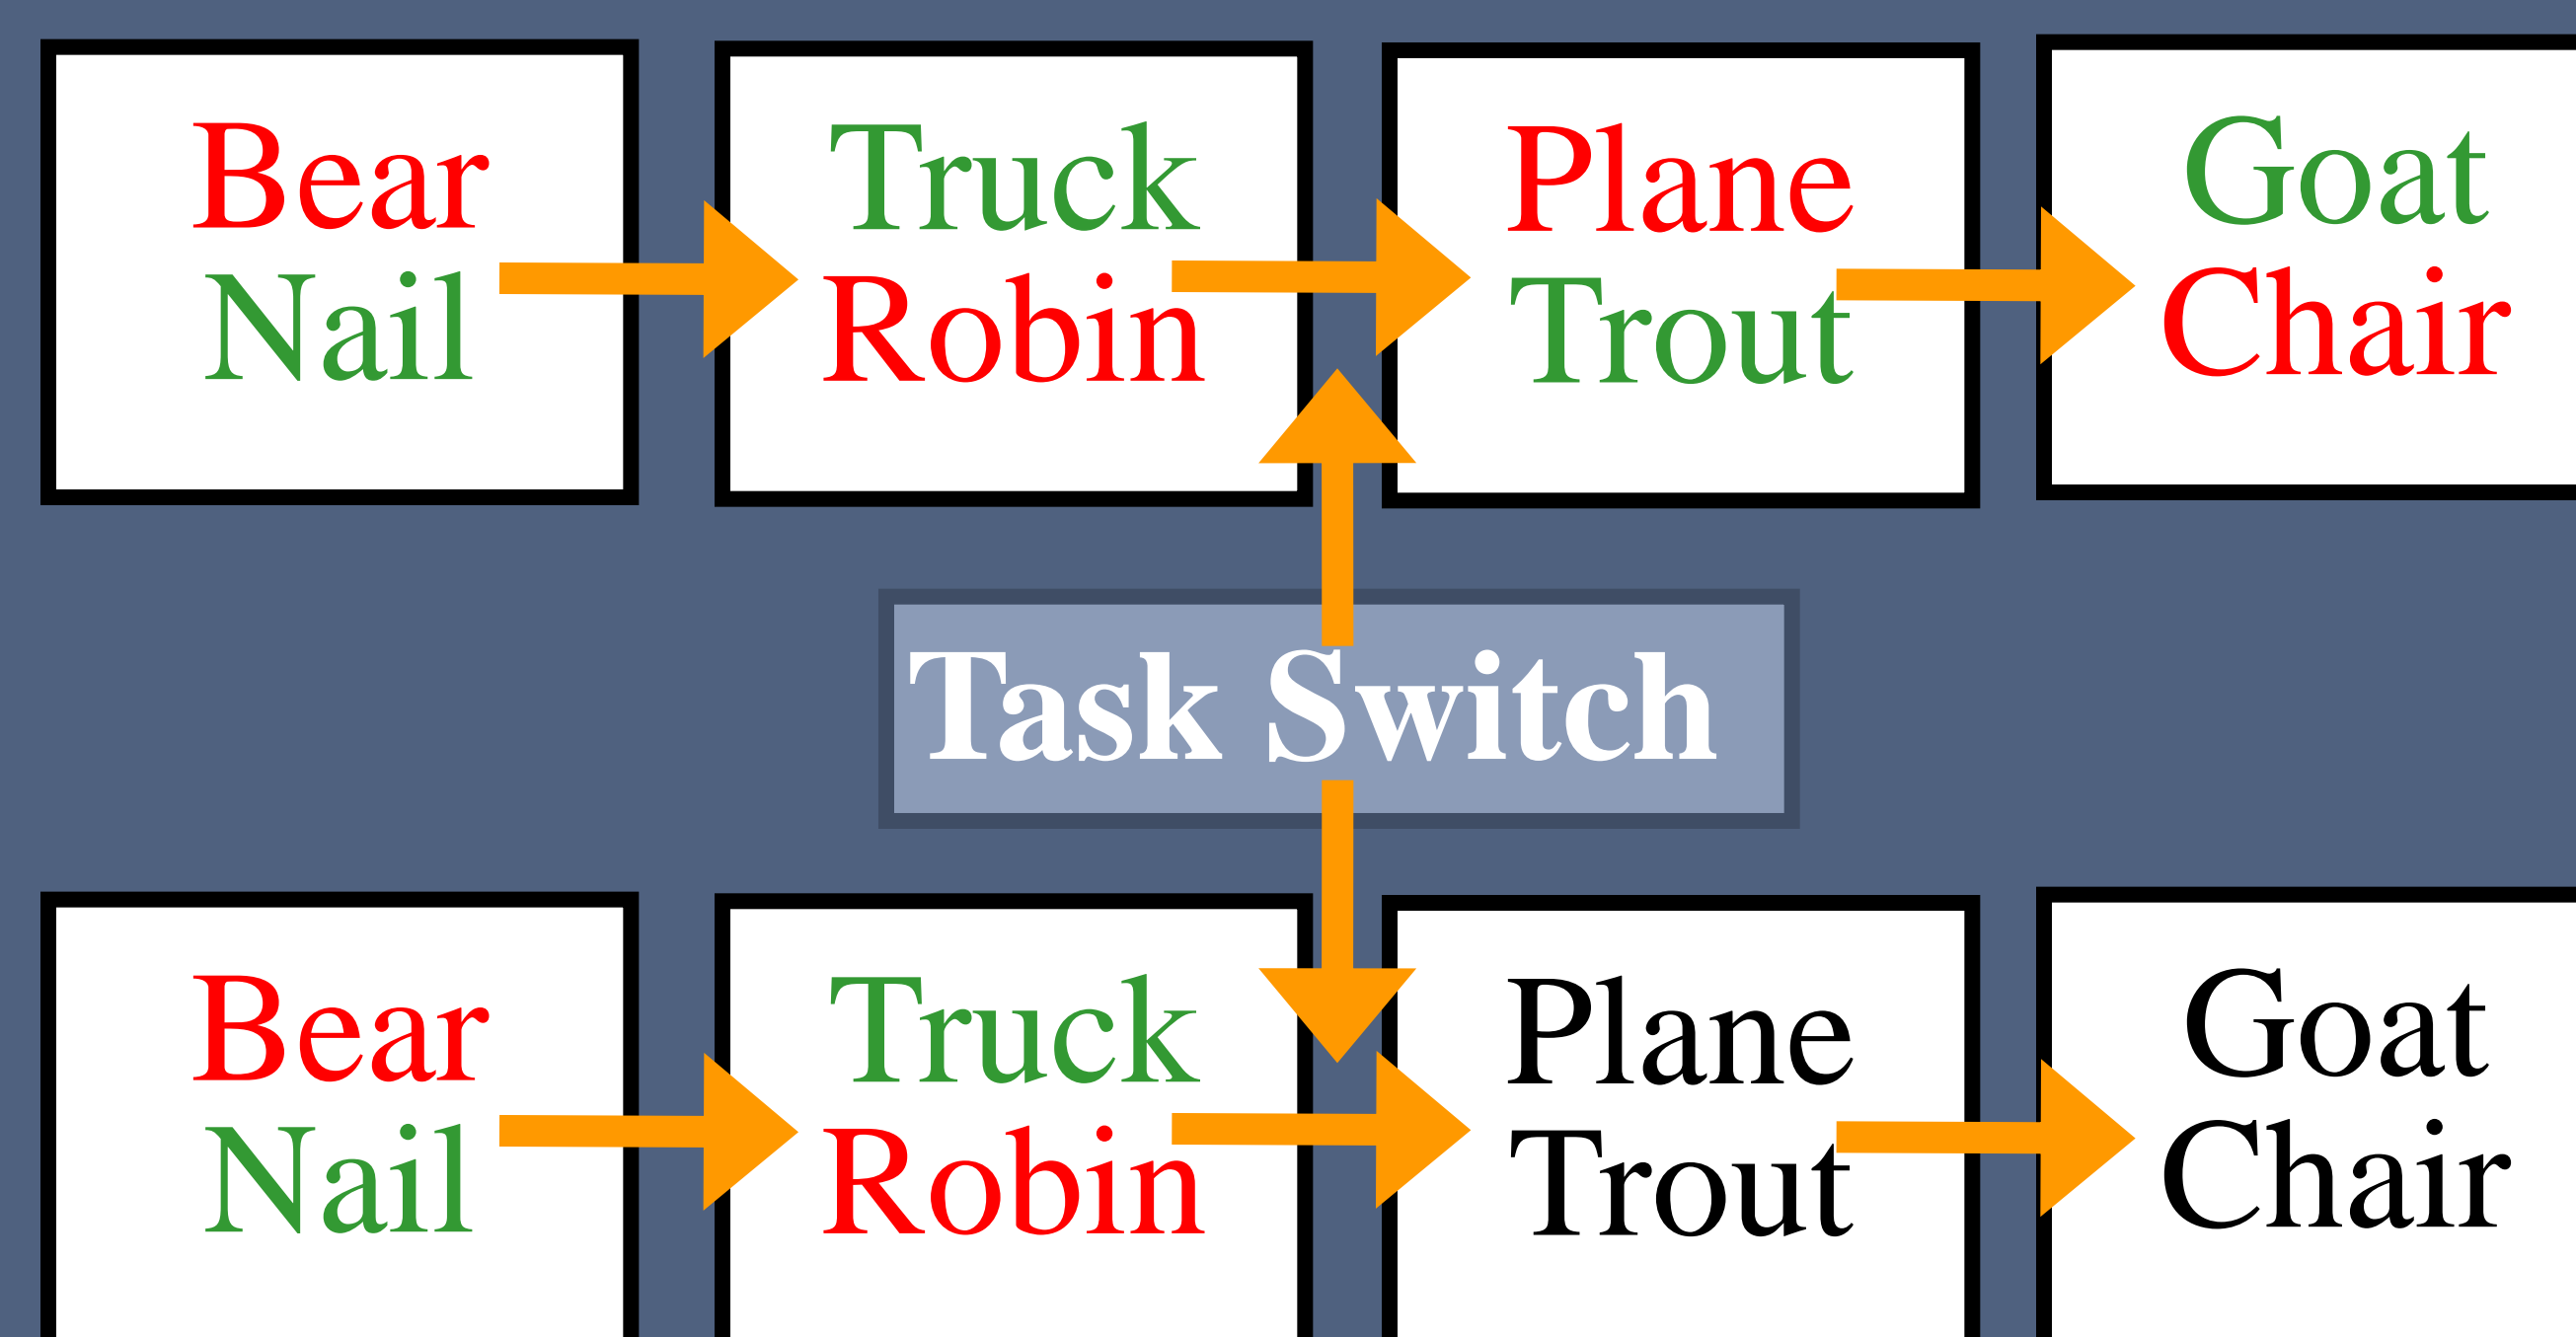 Bear
Nail
Truck
Robin
Plane
Trout
Goat
Chair
Task Switch
Bear
Nail
Truck
Robin
Plane
Trout
Goat
Chair